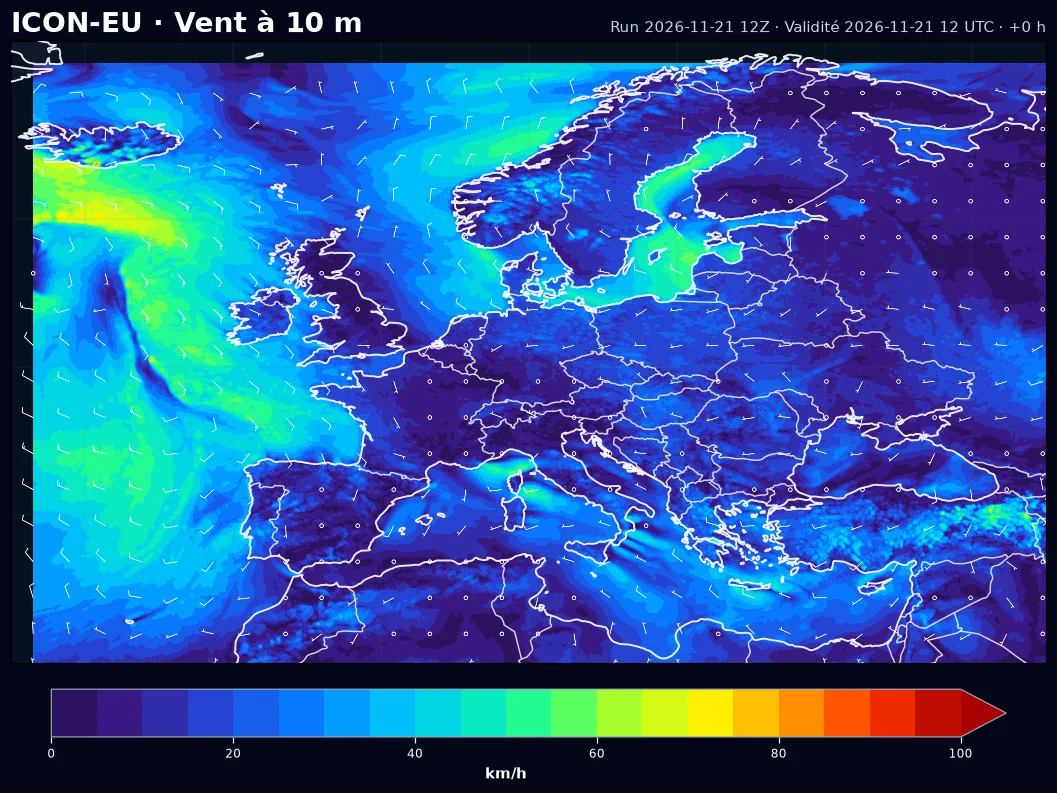 ICON-EU · Vent à 10 m
Run 2026-11-21 12Z · Validité 2026-11-21 12 UTC · +0 h
0 20 40 60 80 100
km/h